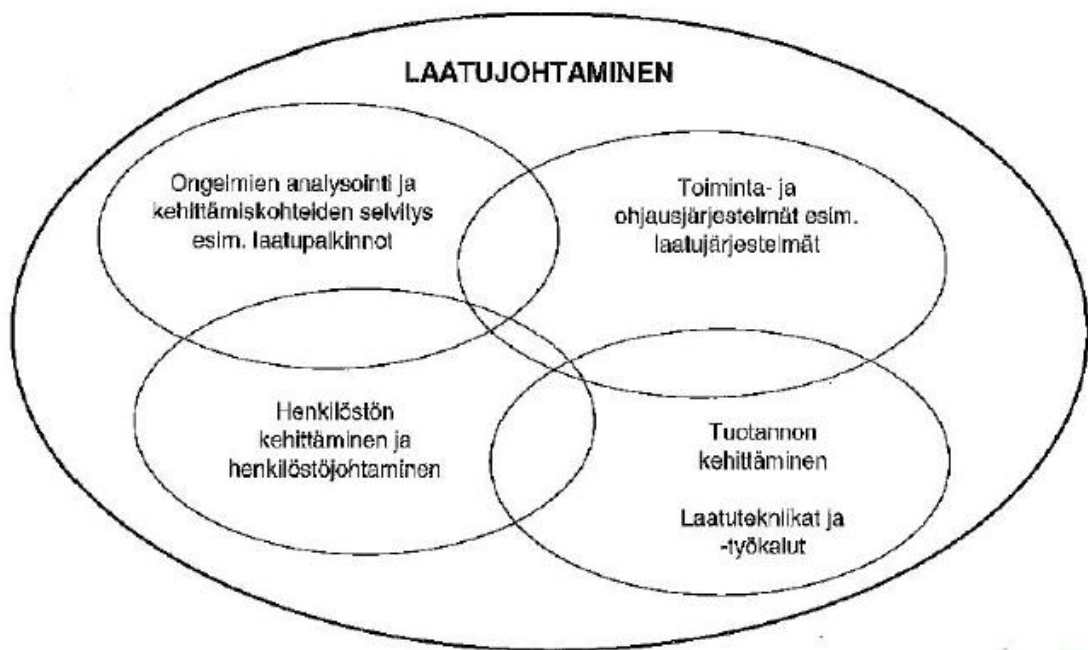 LAATUJOHTAMINEN
Ongelmien analysointi ja
kehittämiskohteiden selvitys
esim. laatupalkinnot
Toiminta- ja
ohjausjärjestelmät esim.
laatujärjestelmät
Henkilöstön
kehittäminen ja
henkilöstöjohtaminen
Tuotannon
kehittäminen
Laatutekniikat ja
-työkalut